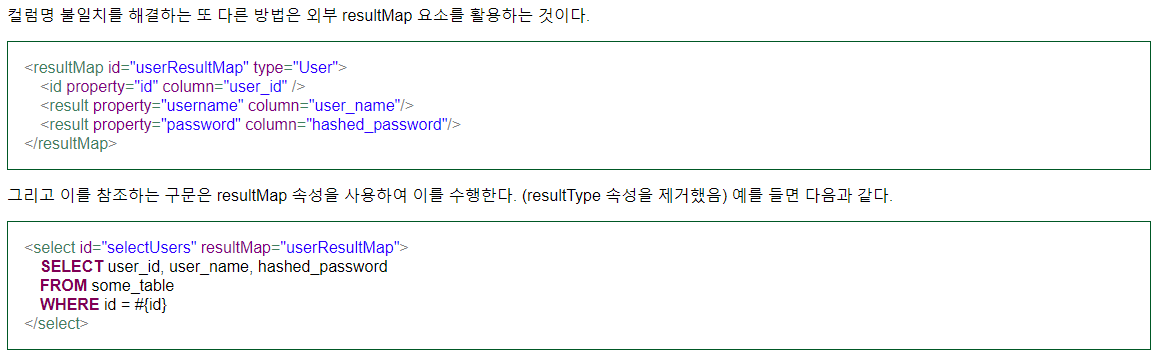 컬럼명 불일치를 해결하는 또 다른 방법은 외부 resultMap 요소를 활용하는 것이다.
<resultMap id="userResultMap" type="User">
<id property="id" column="user_id" />
<result property="username" column="user_name"/>
<result property="password" column="hashed_password"/>
</resultMap>
그리고 이를 참조하는 구문은 resultMap 속성을 사용하여 이를 수행한다. (resultType 속성을 제거했음) 예를 들면 다음과 같다.
<select id="selectUsers" resultMap="userResultMap">
SELECT user_id, user_name, hashed_password
FROM some_table
WHERE id = #{id}
</select>